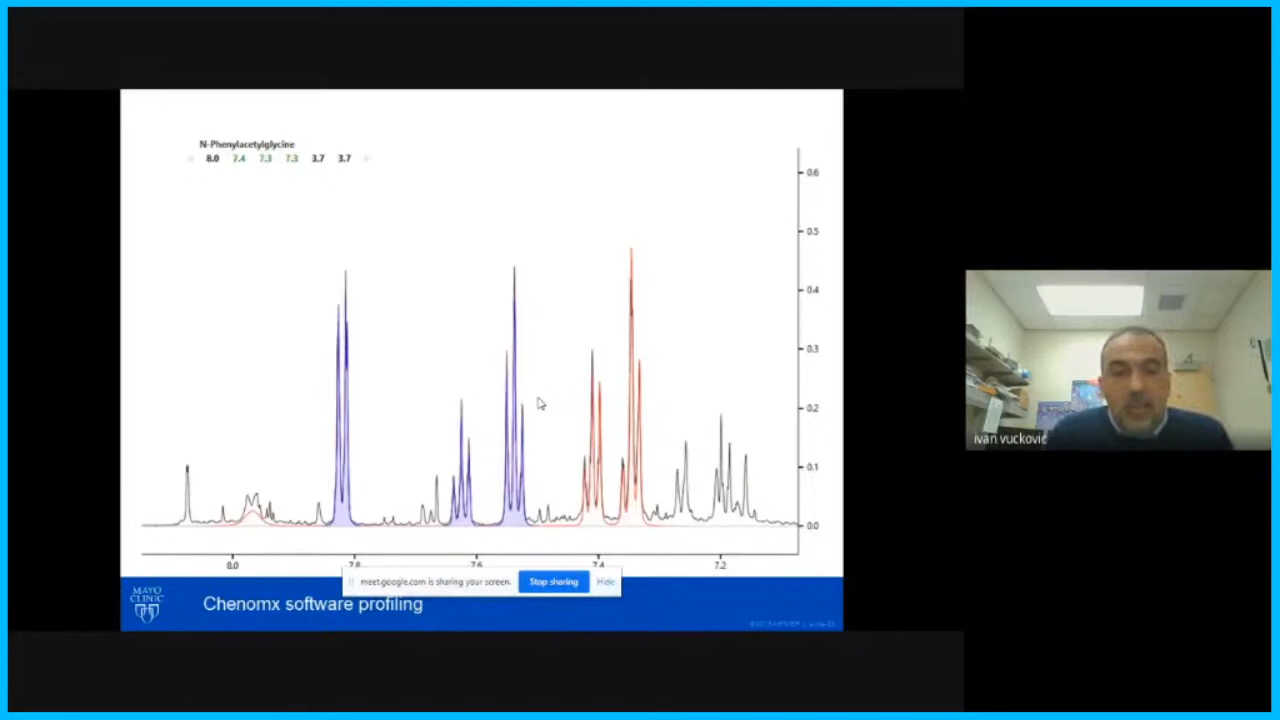 N-Phenylacetylglycine
8.0 7.4 7.3 7.3 3.7 3.7
0.6
0.5
0.4
0.3
0.2
0.1
0.0
8.0 7.8 7.6 7.4 7.2
meet.google.com is sharing your screen. Stop sharing Hide
MAYO
CLINIC
Chenomx software profiling
ivan vuckovic